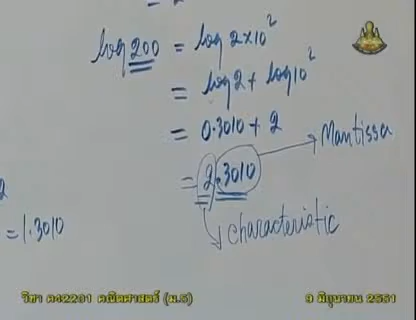 = 2
log 200 = log 2×10²
= log 2 + log 10²
= 0.3010 + 2
= 2.3010
Mantissa
characteristic
2
= 1.3010
วิชา ค42201 คณิตศาสตร์ (ม.5)
9 มิถุนายน 2551